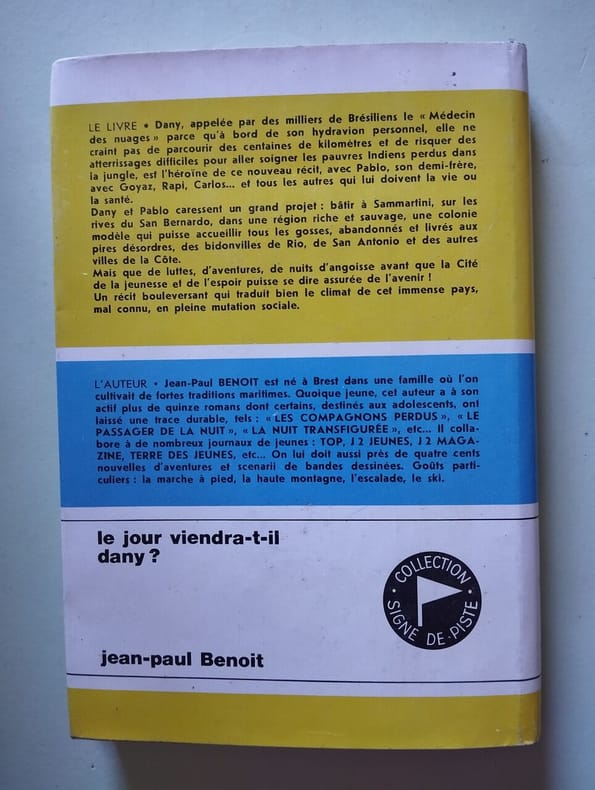 LE LIVRE • Dany, appelée par des milliers de Brésiliens le « Médecin
des nuages » parce qu'à bord de son hydravion personnel, elle ne
craint pas de parcourir des centaines de kilomètres et de risquer des
atterrissages difficiles pour aller soigner les pauvres Indiens perdus dans
la jungle, est l'héroïne de ce nouveau récit, avec Pablo, son demi-frère,
avec Goyaz, Rapi, Carlos... et tous les autres qui lui doivent la vie ou
la santé.
Dany et Pablo caressent un grand projet : bâtir à Sammartini, sur les
rives du San Bernardo, dans une région riche et sauvage, une colonie
modèle qui puisse accueillir tous les gosses, abandonnés et livrés aux
pires désordres, des bidonvilles de Rio, de San Antonio et des autres
villes de la Côte.
Mais que de luttes, d'aventures, de nuits d'angoisse avant que la Cité
de la jeunesse et de l'espoir puisse se dire assurée de l'avenir !
Un récit bouleversant qui traduit bien le climat de cet immense pays,
mal connu, en pleine mutation sociale.
L'AUTEUR • Jean-Paul BENOIT est né à Brest dans une famille où l'on
cultivait de fortes traditions maritimes. Quoique jeune, cet auteur a à son
actif plus de quinze romans dont certains, destinés aux adolescents, ont
laissé une trace durable, tels : « LES COMPAGNONS PERDUS », « LE
PASSAGER DE LA NUIT », « LA NUIT TRANSFIGURÉE », etc... Il colla-
bore à de nombreux journaux de jeunes : TOP, J 2 JEUNES, J 2 MAGA-
ZINE, TERRE DES JEUNES, etc... On lui doit aussi près de quatre cents
nouvelles d'aventures et scenarii de bandes dessinées. Goûts parti-
culiers : la marche à pied, la haute montagne, l'escalade, le ski.
le jour viendra-t-il
dany ?
• COLLECTION •
SIGNE DE PISTE
jean-paul Benoit